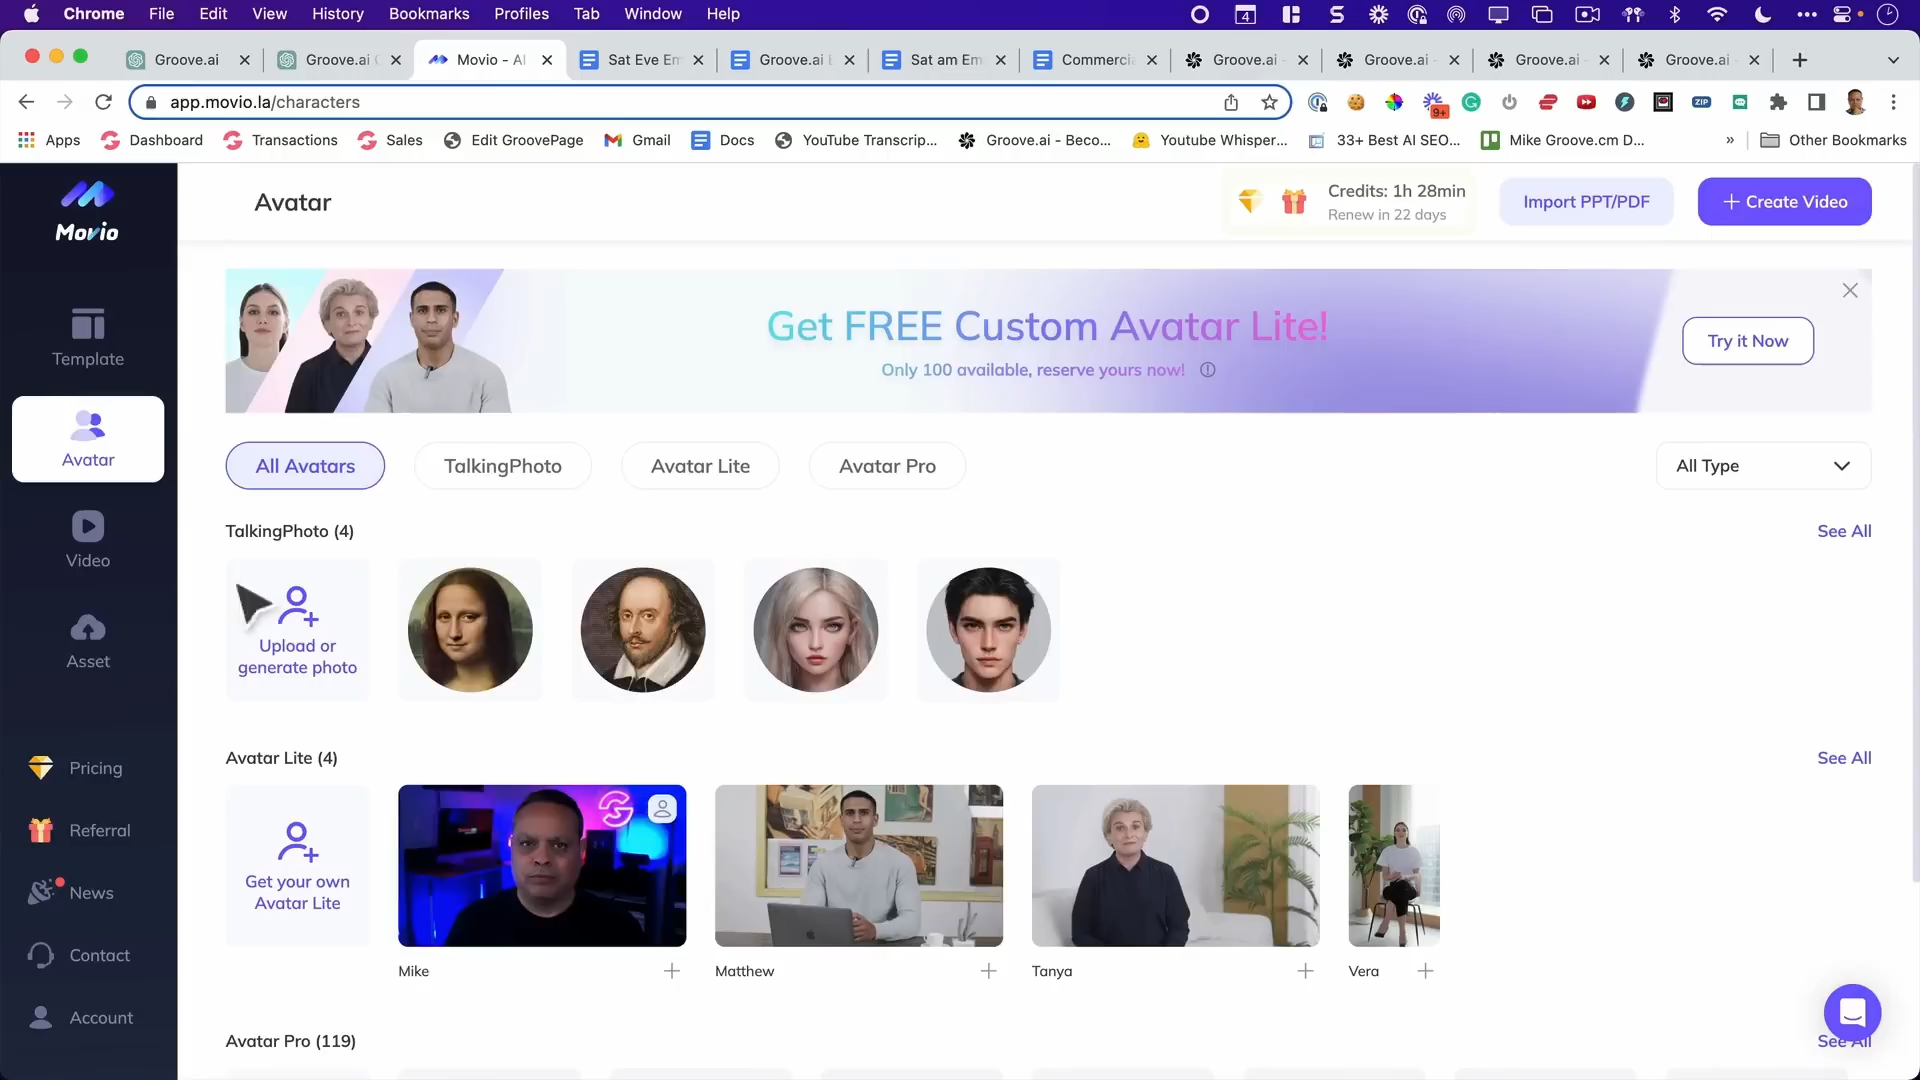 Chrome File Edit View History Bookmarks Profiles Tab Window Help
4
Groove.ai
Groove.ai
Movio - AI
Sat Eve Em
Groove.ai
Sat am Em
Commercia
Groove.ai -
Groove.ai -
Groove.ai -
Groove.ai -
app.movio.la/characters
9+
ZIP
Apps
Dashboard
Transactions
Sales
Edit GroovePage
Gmail
Docs
YouTube Transcrip...
Groove.ai - Beco...
Youtube Whisper...
33+ Best AI SEO...
Mike Groove.cm D...
»
Other Bookmarks
Movio
Avatar
Credits: 1h 28min
Renew in 22 days
Import PPT/PDF
+ Create Video
Get FREE Custom Avatar Lite!
Only 100 available, reserve yours now!
Try it Now
Template
Avatar
Video
Asset
Pricing
Referral
News
Contact
Account
All Avatars
TalkingPhoto
Avatar Lite
Avatar Pro
All Type
TalkingPhoto (4)
See All
Upload or
generate photo
Avatar Lite (4)
See All
Get your own
Avatar Lite
Mike
Matthew
Tanya
Vera
Avatar Pro (119)
See All